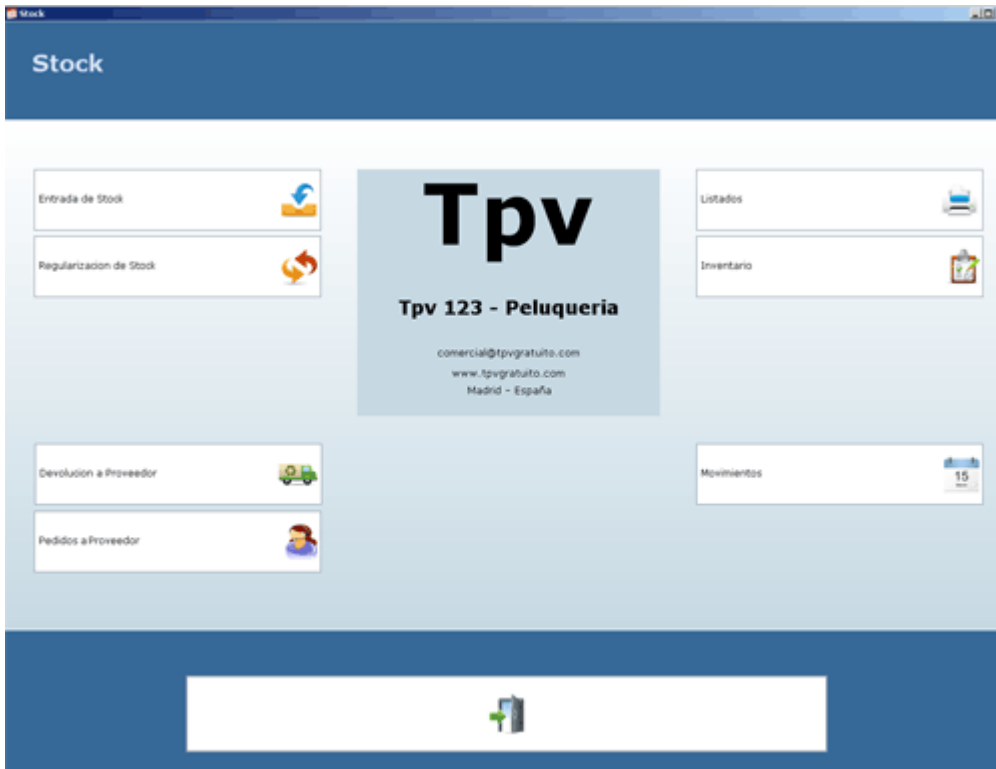 Stock
Stock
Entrada de Stock
Regularizacion de Stock
Tpv
Tpv 123 - Peluqueria
comercial@tpvgratuito.com
www.tpvgratuito.com
Madrid - España
Listados
Inventario
Devolucion a Proveedor
Pedidos a Proveedor
Movimientos
15